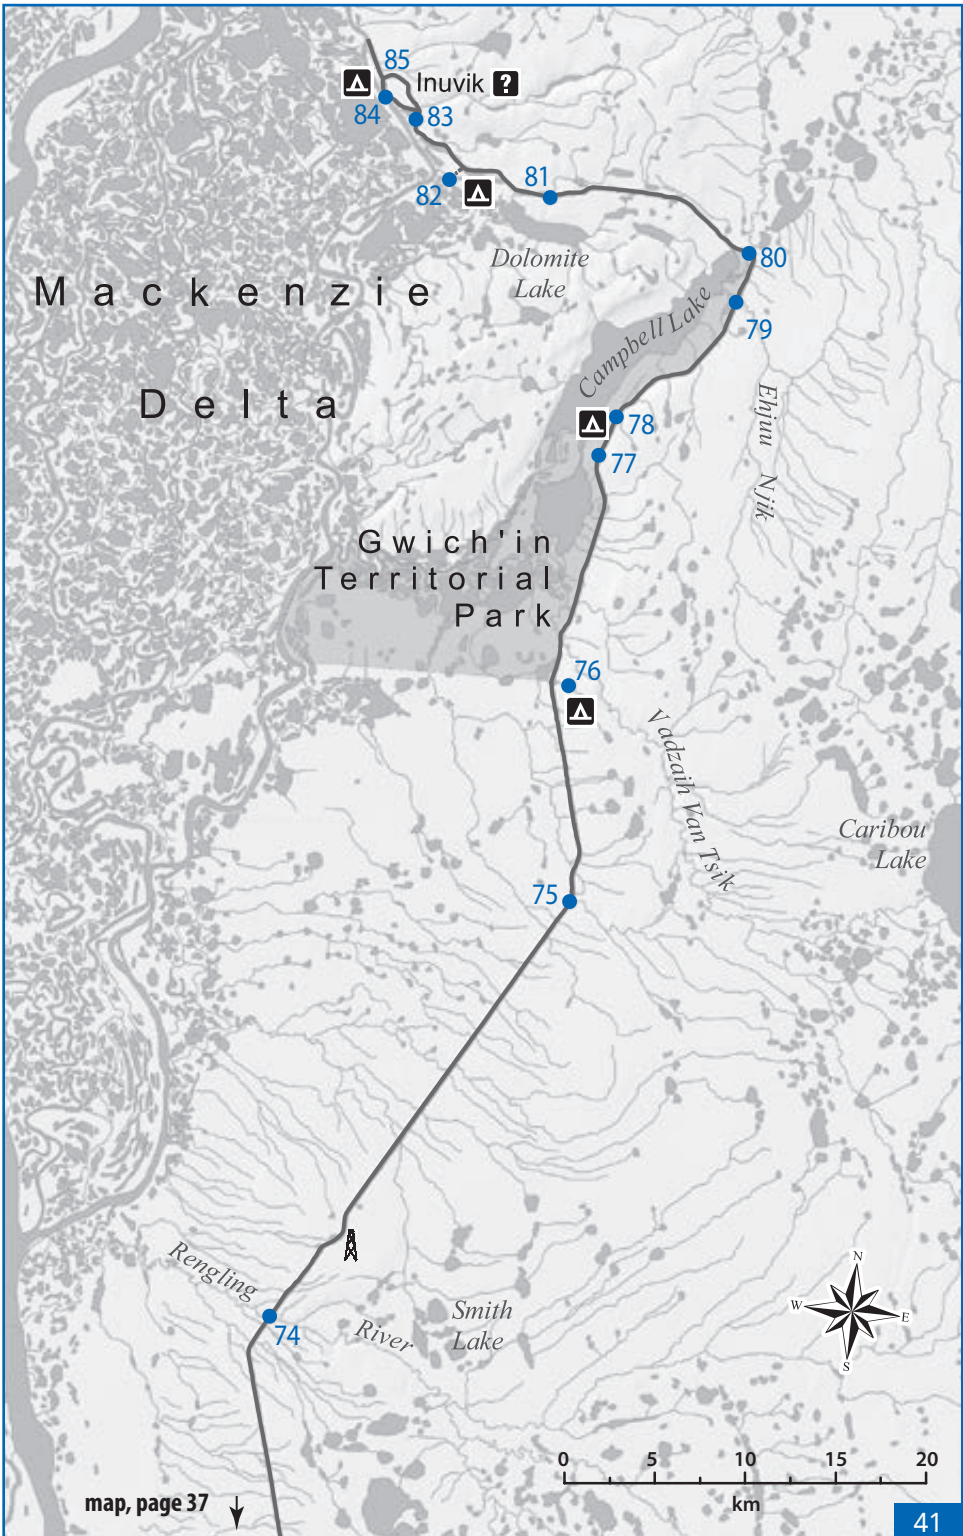 85
Inuvik ?
84
83
82
81
80
Dolomite
Lake
Mackenzie
79
Campbell Lake
Delta
78
Ehjuu Njik
77
Gwich'in
Territorial
Park
76
Vadzaih Van Tsik
Caribou
Lake
75
Rengling
River
74
Smith
Lake
N
W
E
S
0 5 10 15 20
km
map, page 37
41